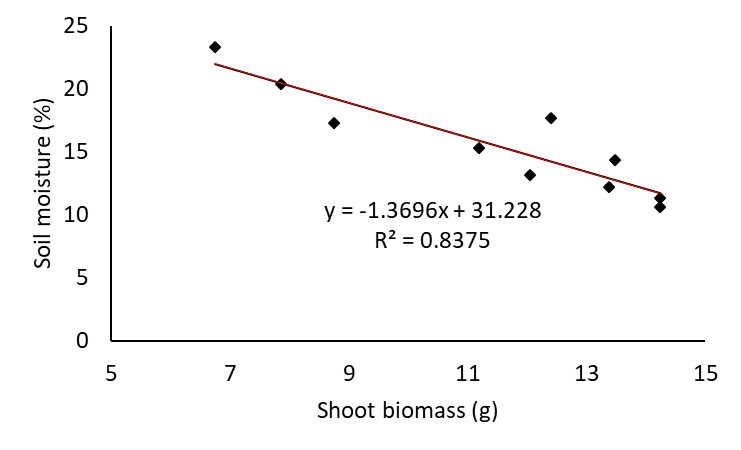 25
20
15
10
5
0
Soil moisture (%)
y = -1.3696x + 31.228
R² = 0.8375
5 7 9 11 13 15
Shoot biomass (g)